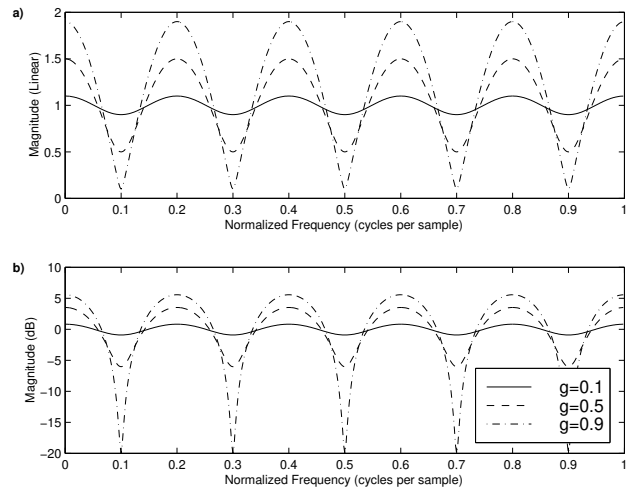 a)
2
1.5
1
0.5
0
Magnitude (Linear)
0 0.1 0.2 0.3 0.4 0.5 0.6 0.7 0.8 0.9 1
Normalized Frequency (cycles per sample)
b)
10
5
0
−5
−10
−15
−20
Magnitude (dB)
g=0.1
g=0.5
g=0.9
0 0.1 0.2 0.3 0.4 0.5 0.6 0.7 0.8 0.9 1
Normalized Frequency (cycles per sample)